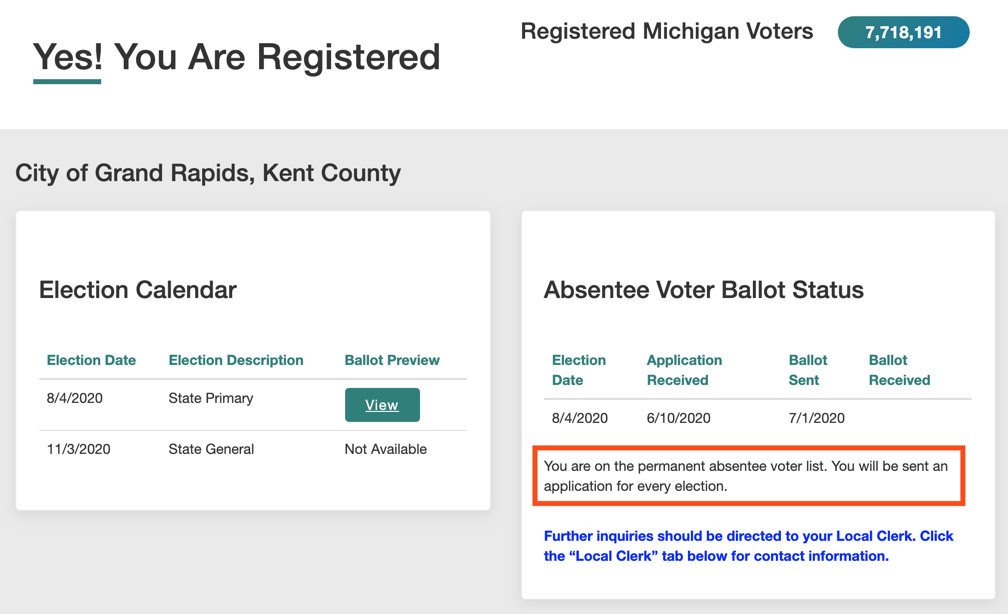 Yes! You Are Registered
Registered Michigan Voters 7,718,191
City of Grand Rapids, Kent County
Election Calendar
Election Date Election Description Ballot Preview
8/4/2020 State Primary View
11/3/2020 State General Not Available
Absentee Voter Ballot Status
Election Date Application Received Ballot Sent Ballot Received
8/4/2020 6/10/2020 7/1/2020
You are on the permanent absentee voter list. You will be sent an
application for every election.
Further inquiries should be directed to your Local Clerk. Click
the “Local Clerk” tab below for contact information.